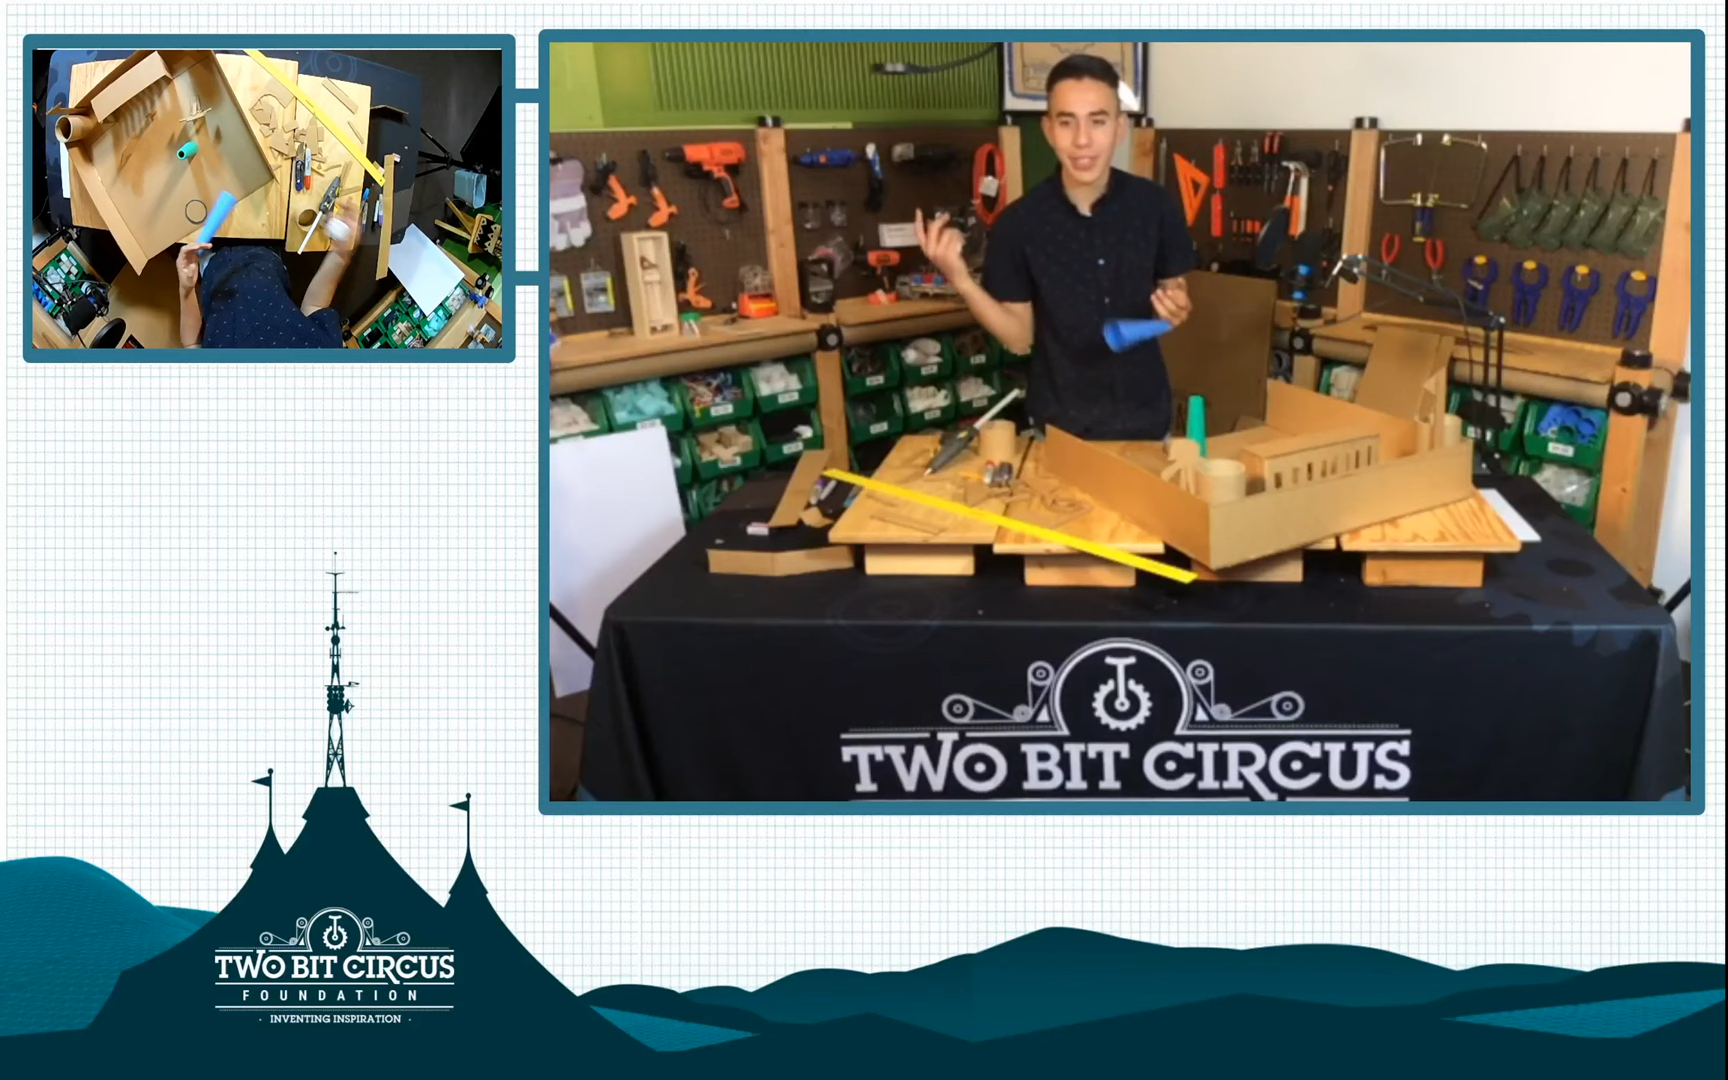 TWO BIT CIRCUS
TWO BIT CIRCUS
FOUNDATION
· INVENTING INSPIRATION ·